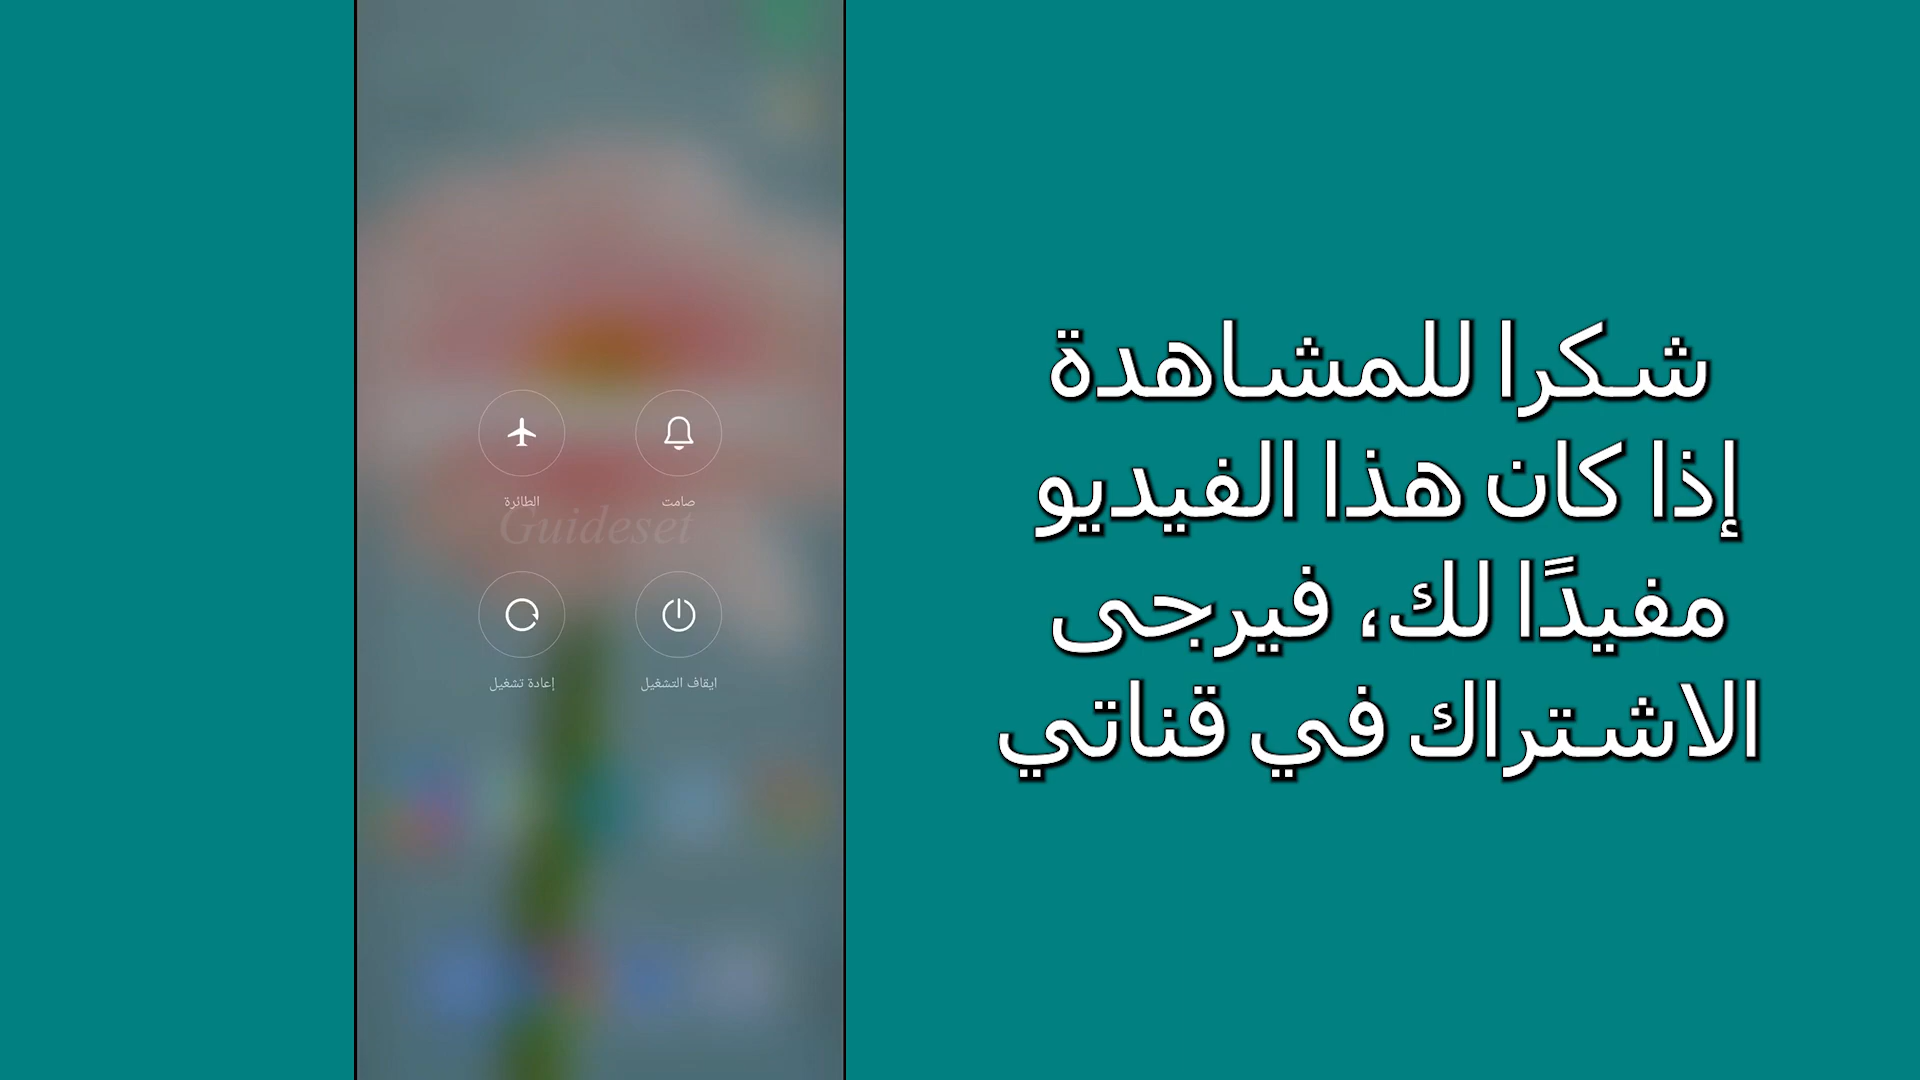 صامت
الطائرة
Guideset
ايقاف التشغيل
إعادة تشغيل
شكرا للمشاهدة
إذا كان هذا الفيديو
مفيدًا لك، فيرجى
الاشتراك في قناتي